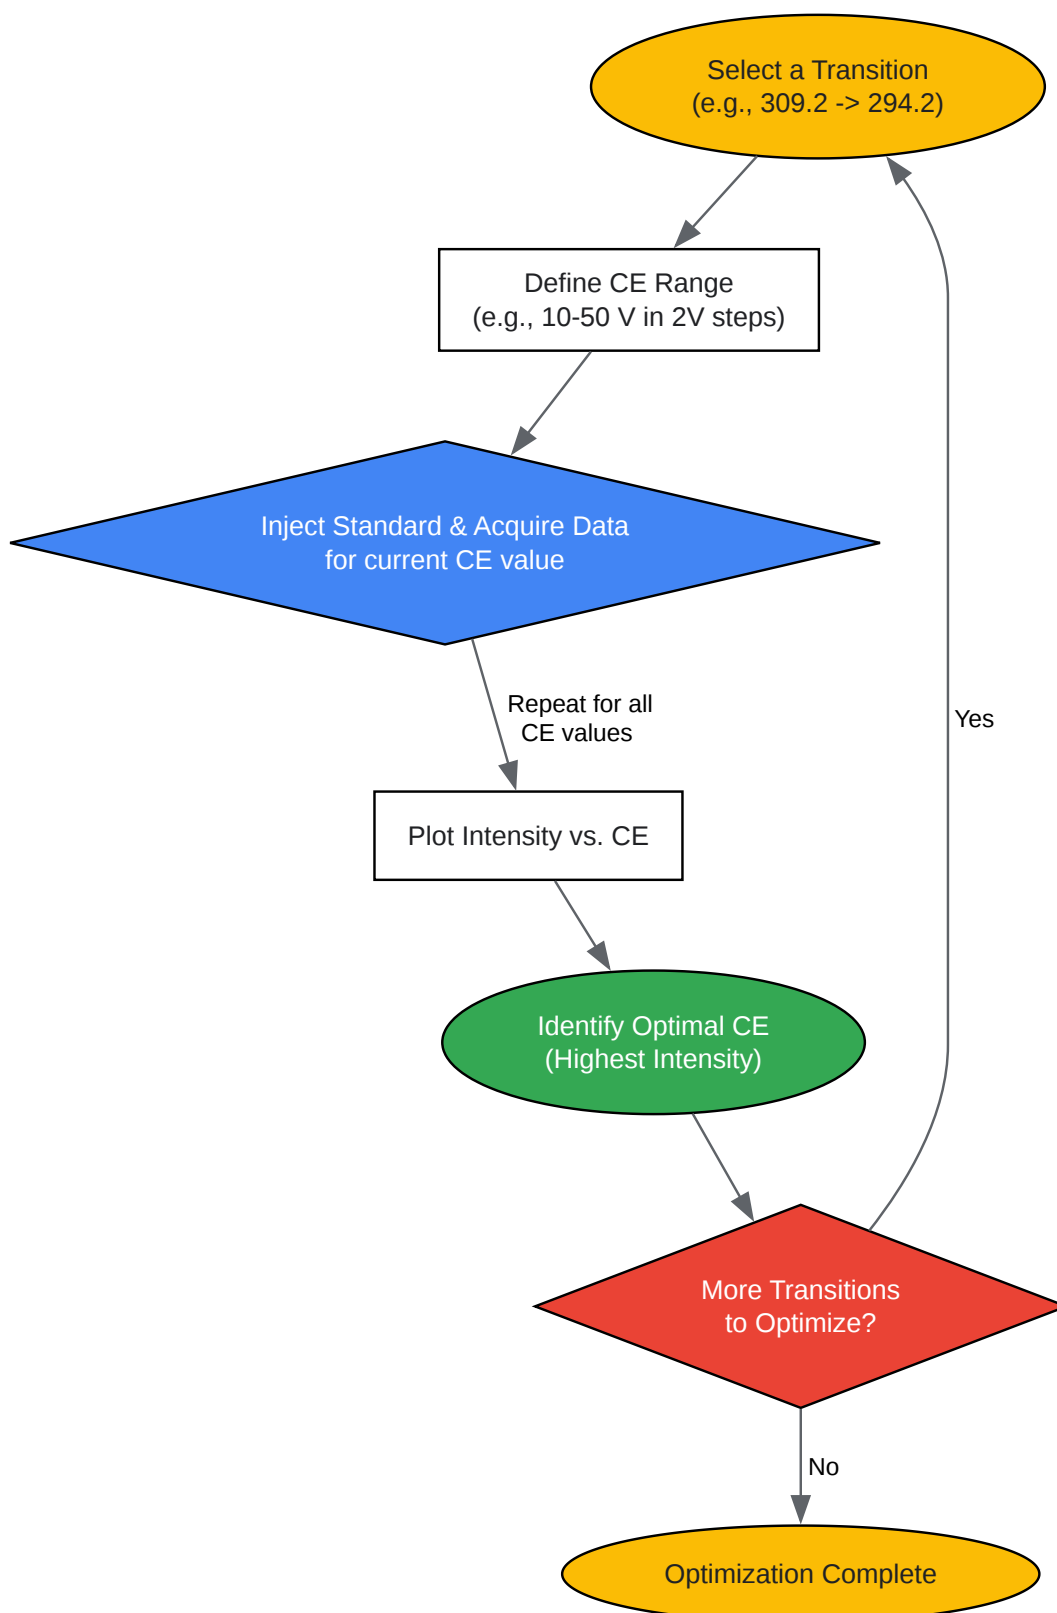 Select a Transition
(e.g., 309.2 -> 294.2)
Define CE Range
(e.g., 10-50 V in 2V steps)
Inject Standard & Acquire Data
for current CE value
Repeat for all
CE values
Yes
Plot Intensity vs. CE
Identify Optimal CE
(Highest Intensity)
More Transitions
to Optimize?
No
Optimization Complete